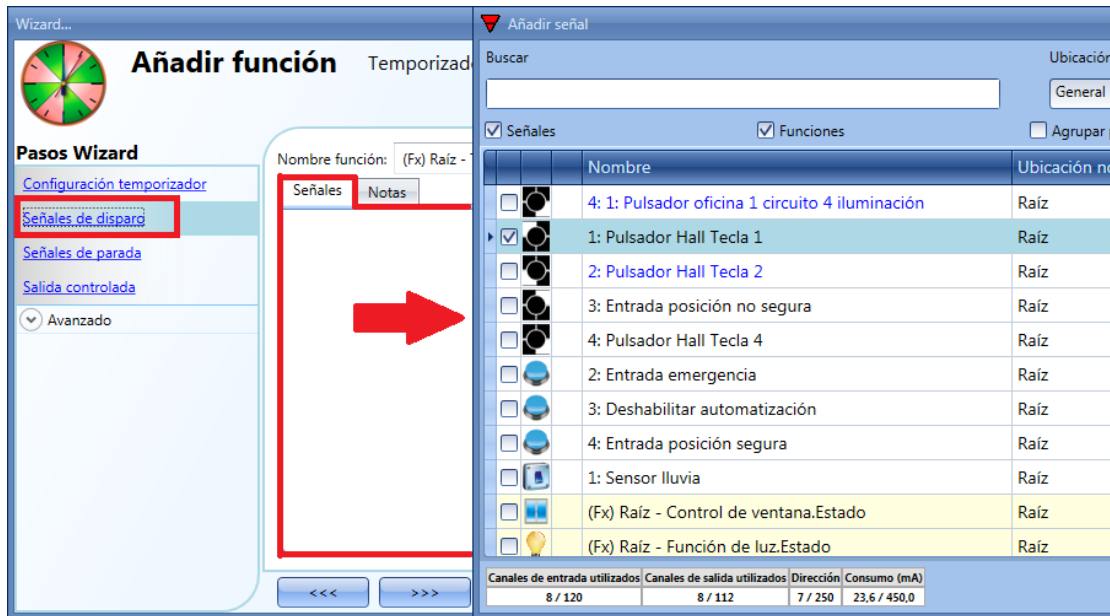 Wizard...
Añadir función Temporizad
Pasos Wizard
Configuración temporizador
Señales de disparo
Señales de parada
Salida controlada
Avanzado
Nombre función: (Fx) Raíz -
Señales Notas
<<< >>>
Añadir señal
Buscar Ubicación
General
Señales Funciones Agrupar
Nombre Ubicación no
4: 1: Pulsador oficina 1 circuito 4 iluminación Raíz
1: Pulsador Hall Tecla 1 Raíz
2: Pulsador Hall Tecla 2 Raíz
3: Entrada posición no segura Raíz
4: Pulsador Hall Tecla 4 Raíz
2: Entrada emergencia Raíz
3: Deshabilitar automatización Raíz
4: Entrada posición segura Raíz
1: Sensor lluvia Raíz
(Fx) Raíz - Control de ventana.Estado Raíz
(Fx) Raíz - Función de luz.Estado Raíz
Canales de entrada utilizados Canales de salida utilizados Dirección Consumo (mA)
8 / 120 8 / 112 7 / 250 23,6 / 450,0